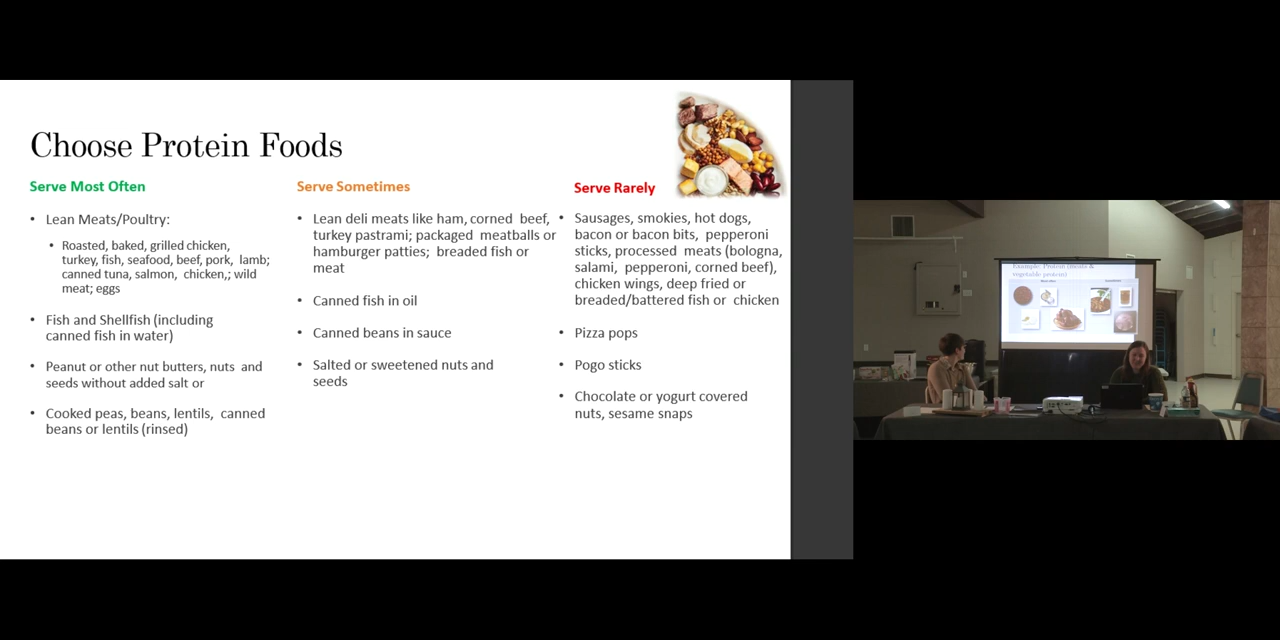 Choose Protein Foods
Serve Most Often
• Lean Meats/Poultry:
• Roasted, baked, grilled chicken,
turkey, fish, seafood, beef, pork, lamb;
canned tuna, salmon, chicken,; wild
meat; eggs
• Fish and Shellfish (including
canned fish in water)
• Peanut or other nut butters, nuts and
seeds without added salt or
• Cooked peas, beans, lentils, canned
beans or lentils (rinsed)
Serve Sometimes
• Lean deli meats like ham, corned beef,
turkey pastrami; packaged meatballs or
hamburger patties; breaded fish or
meat
• Canned fish in oil
• Canned beans in sauce
• Salted or sweetened nuts and
seeds
Serve Rarely
• Sausages, smokies, hot dogs,
bacon or bacon bits, pepperoni
sticks, processed meats (bologna,
salami, pepperoni, corned beef),
chicken wings, deep fried or
breaded/battered fish or chicken
• Pizza pops
• Pogo sticks
• Chocolate or yogurt covered
nuts, sesame snaps
Example: Protein (meats &
vegetable protein)